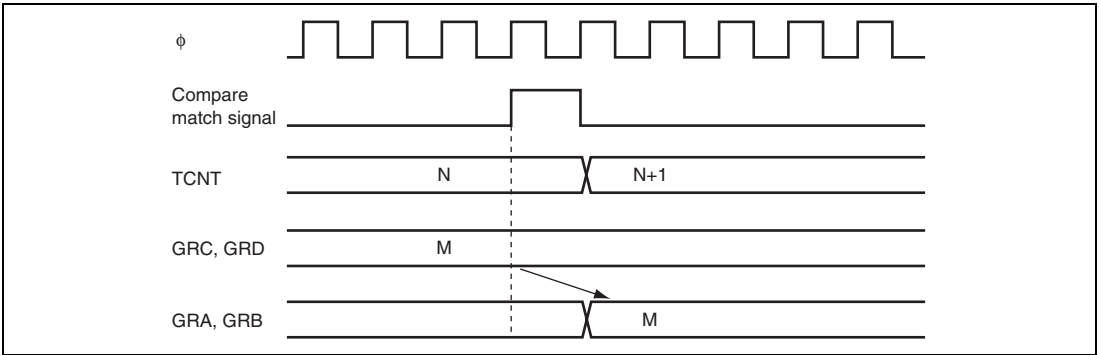 ϕ
Compare
match signal
TCNT
N
N+1
GRC, GRD
M
GRA, GRB
M